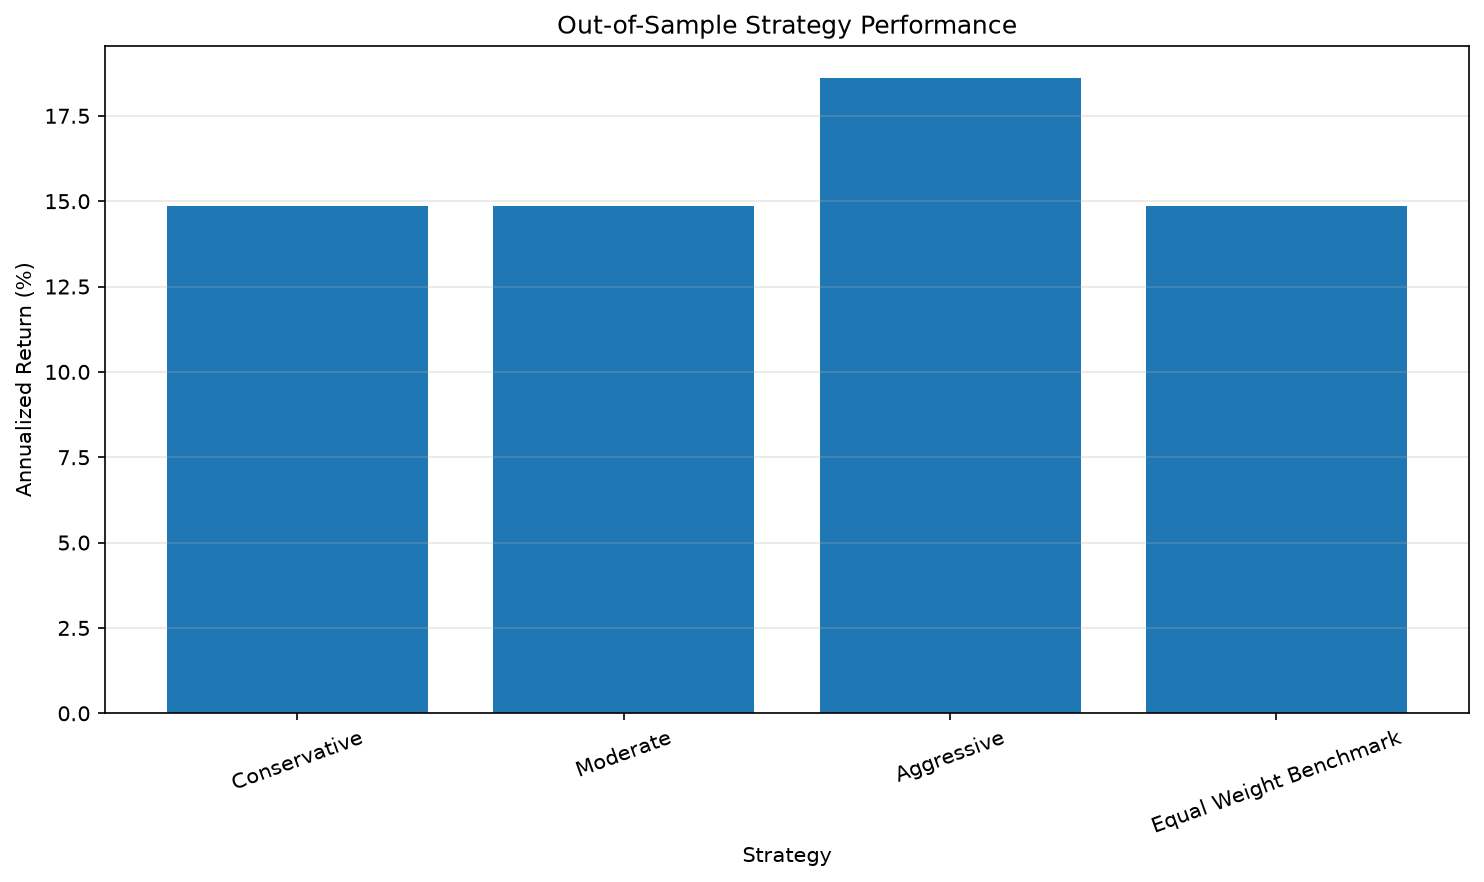 Out-of-Sample Strategy Performance
Annualized Return (%)
17.5
15.0
12.5
10.0
7.5
5.0
2.5
0.0
Conservative
Moderate
Aggressive
Equal Weight Benchmark
Strategy